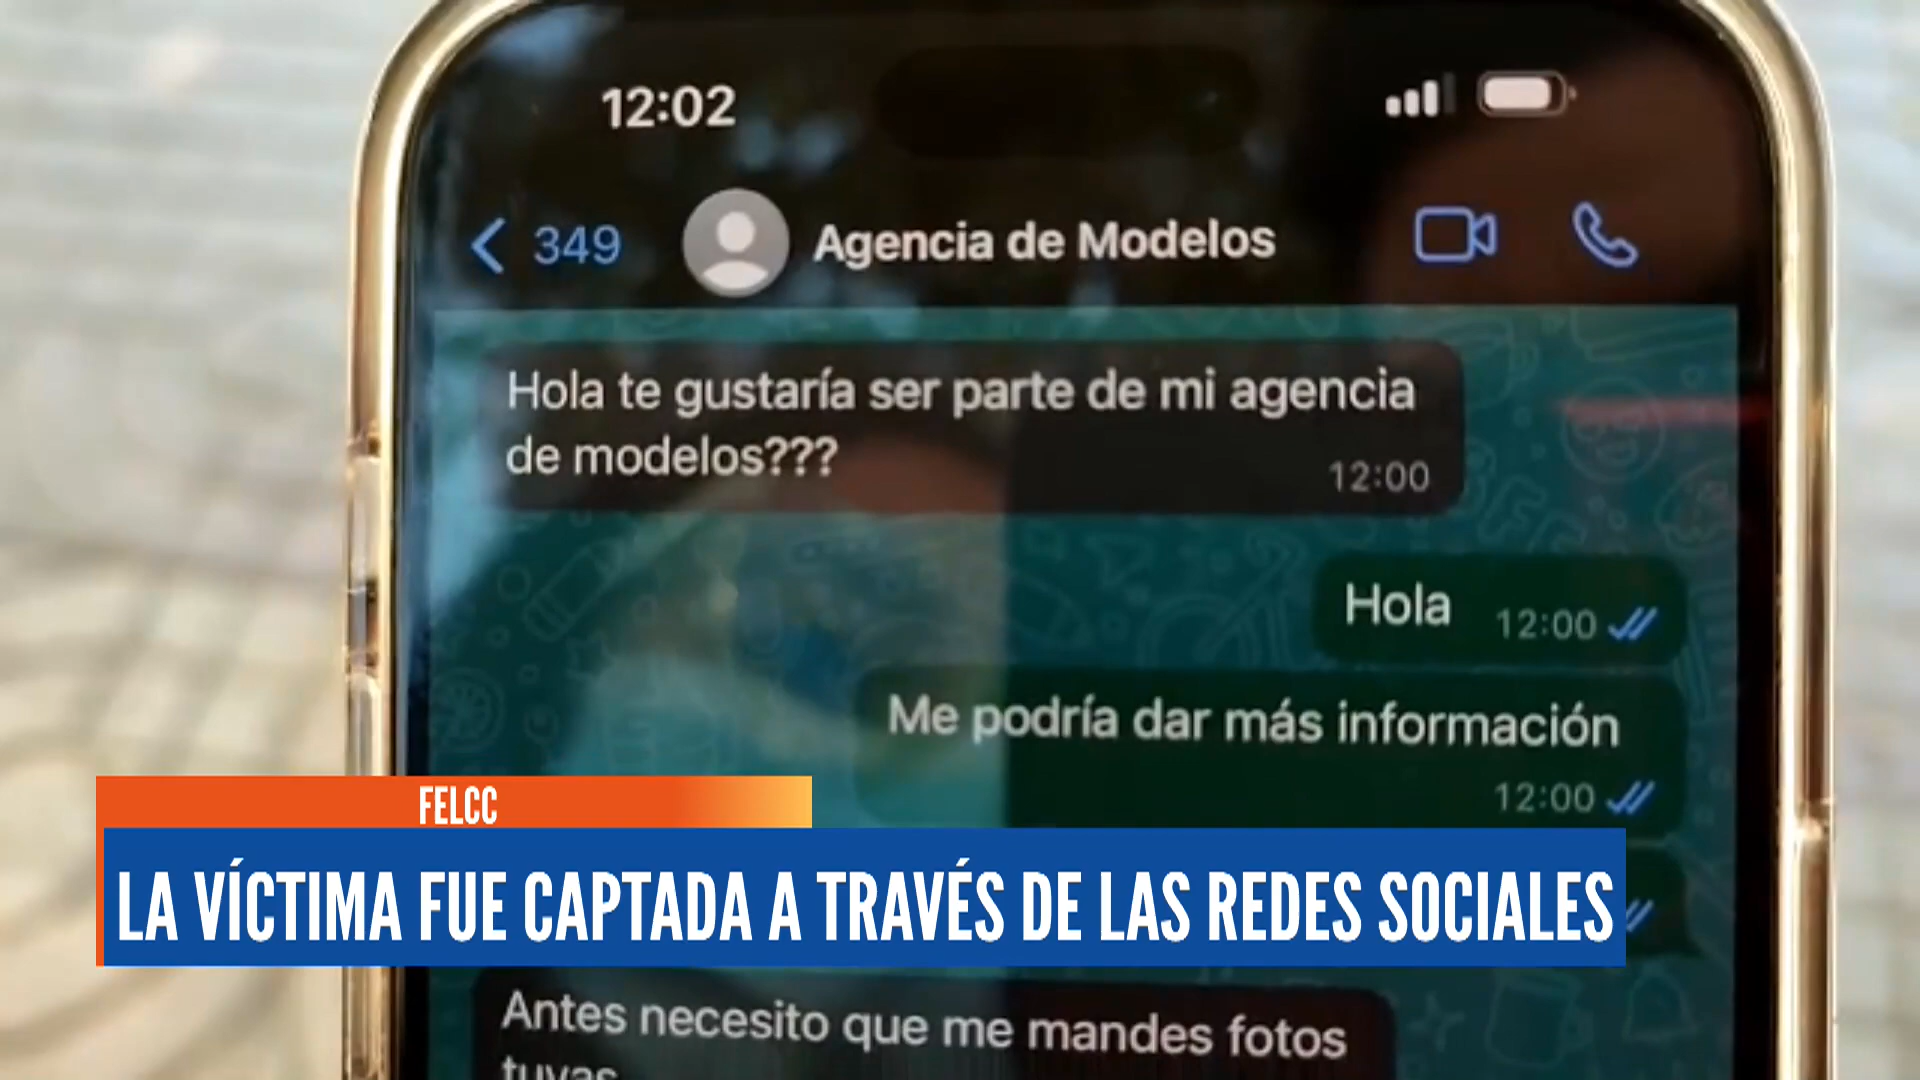 12:02
349
Agencia de Modelos
Hola te gustaría ser parte de mi agencia
de modelos???
12:00
Hola
12:00
Me podría dar más información
12:00
FELCC
LA VÍCTIMA FUE CAPTADA A TRAVÉS DE LAS REDES SOCIALES
Antes necesito que me mandes fotos
tuyas